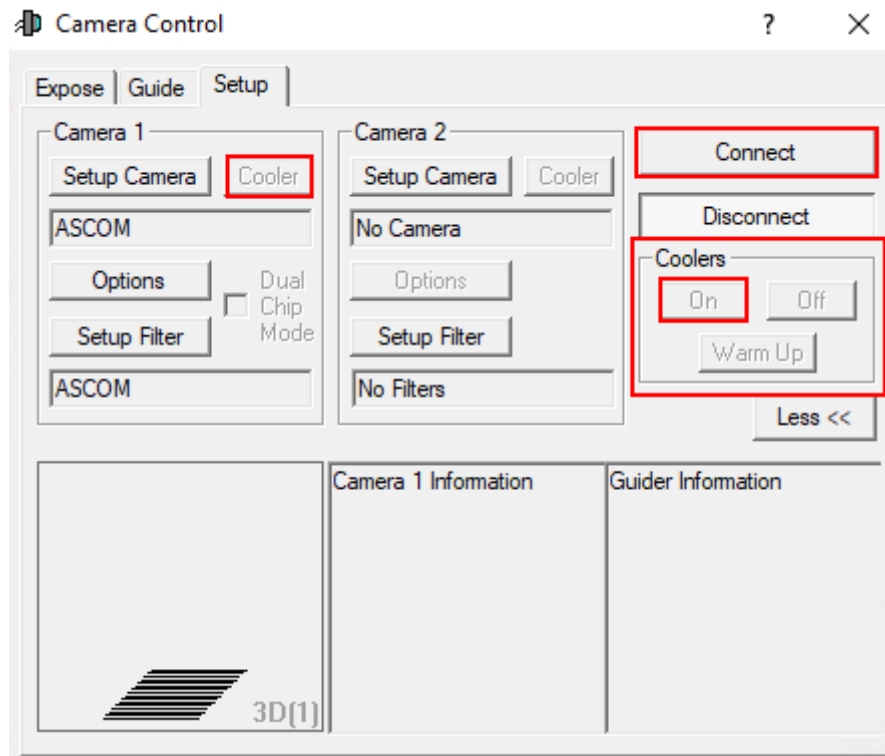 Camera Control
? ×
Expose Guide Setup
Camera 1
Setup Camera Cooler
ASCOM
Options
Dual
Chip
Mode
Setup Filter
ASCOM
Camera 2
Setup Camera Cooler
No Camera
Options
Setup Filter
No Filters
Connect
Disconnect
Coolers
On Off
Warm Up
Less <<
3D(1)
Camera 1 Information
Guider Information